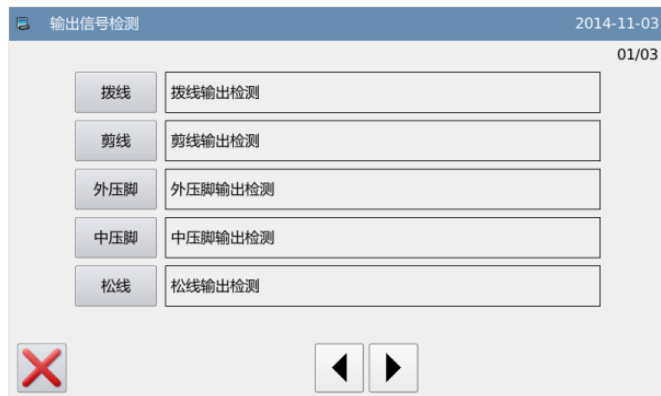 输出信号检测 2014-11-03
01/03
拨线 拨线输出检测
剪线 剪线输出检测
外压脚 外压脚输出检测
中压脚 中压脚输出检测
松线 松线输出检测